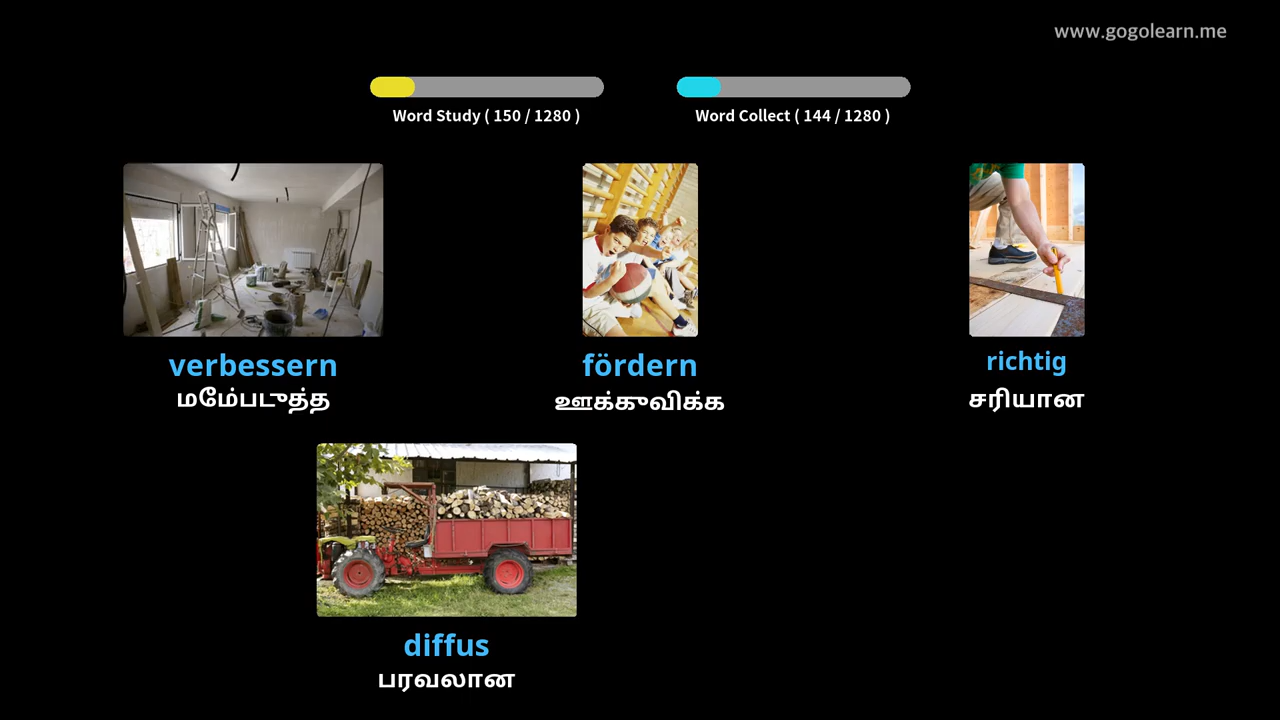 www.gogolearn.me
Word Study ( 150 / 1280 )
Word Collect ( 144 / 1280 )
verbessern
மேம்படுத்த
fördern
ஊக்குவிக்க
richtig
சரியான
diffus
பரவலான